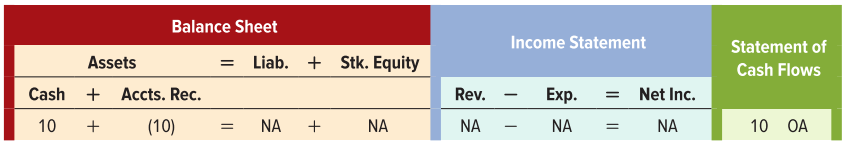 Balance Sheet
Income Statement
Statement of
Cash Flows
Assets = Liab. + Stk. Equity
Cash + Accts. Rec.
Rev. − Exp. = Net Inc.
10 + (10) = NA + NA NA − NA = NA 10 OA